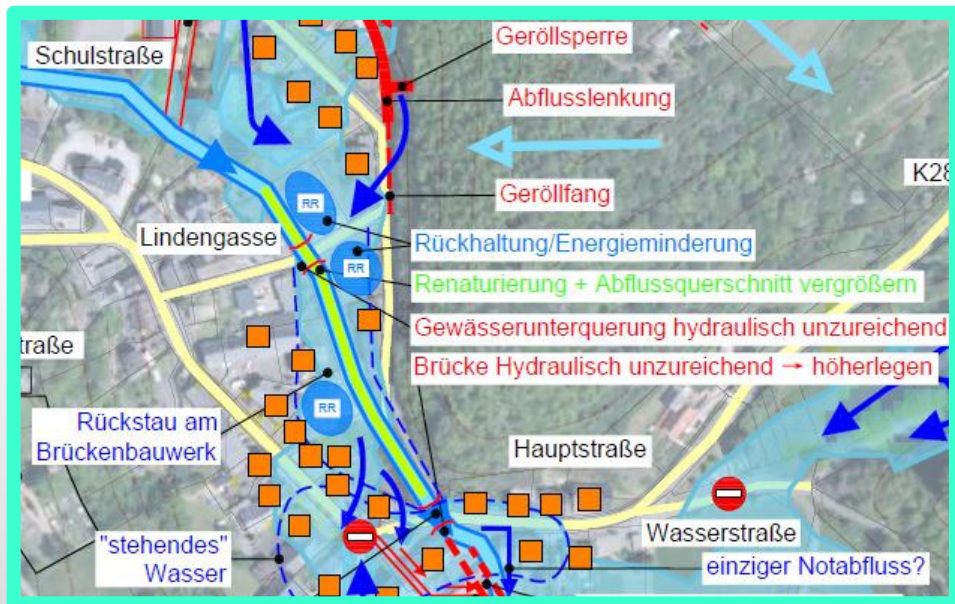 Geröllsperre
Schulstraße
Abflusslenkung
K28
Geröllfang
RR
Lindengasse
Rückhaltung/Energieminderung
RR
Renaturierung + Abflussquerschnitt vergrößern
Gewässerunterquerung hydraulisch unzureichend
traße
Brücke Hydraulisch unzureichend → höherlegen
RR
Rückstau am
Brückenbauwerk
Hauptstraße
Wasserstraße
"stehendes"
Wasser
einziger Notabfluss?